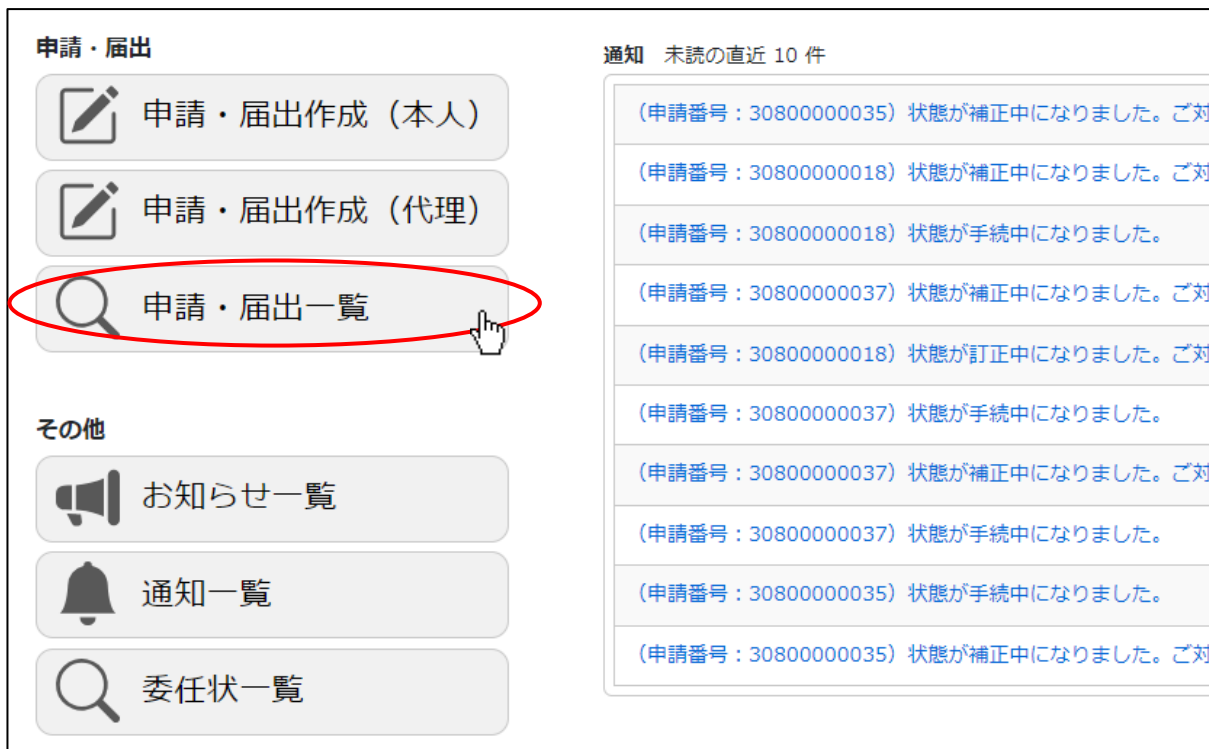 申請・届出
申請・届出作成（本人）
申請・届出作成（代理）
申請・届出一覧
その他
お知らせ一覧
通知一覧
委任状一覧
通知 未読の直近 10 件
（申請番号：30800000035）状態が補正中になりました。ご対
（申請番号：30800000018）状態が補正中になりました。ご対
（申請番号：30800000018）状態が手続中になりました。
（申請番号：30800000037）状態が補正中になりました。ご対
（申請番号：30800000018）状態が訂正中になりました。ご対
（申請番号：30800000037）状態が手続中になりました。
（申請番号：30800000037）状態が補正中になりました。ご対
（申請番号：30800000037）状態が手続中になりました。
（申請番号：30800000035）状態が手続中になりました。
（申請番号：30800000035）状態が補正中になりました。ご対